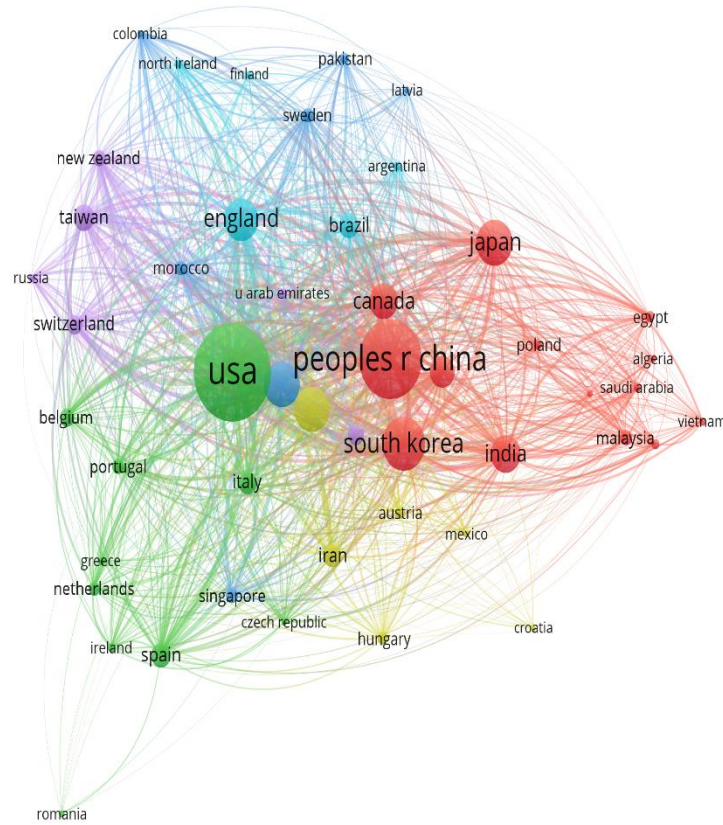 colombia
north ireland
finland
pakistan
latvia
sweden
new zealand
argentina
taiwan
england
brazil
japan
morocco
russia
u arab emirates
canada
switzerland
egypt
poland
usa
peoples r china
algeria
saudi arabia
belgium
vietnam
south korea
india
malaysia
portugal
italy
austria
mexico
iran
greece
netherlands
singapore
czech republic
croatia
hungary
ireland
spain
romania